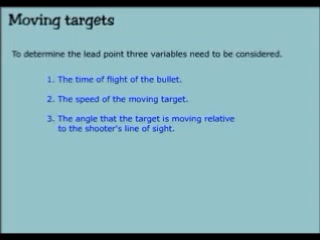 Moving targets
To determine the lead point three variables need to be considered.
1. The time of flight of the bullet.
2. The speed of the moving target.
3. The angle that the target is moving relative
to the shooter's line of sight.